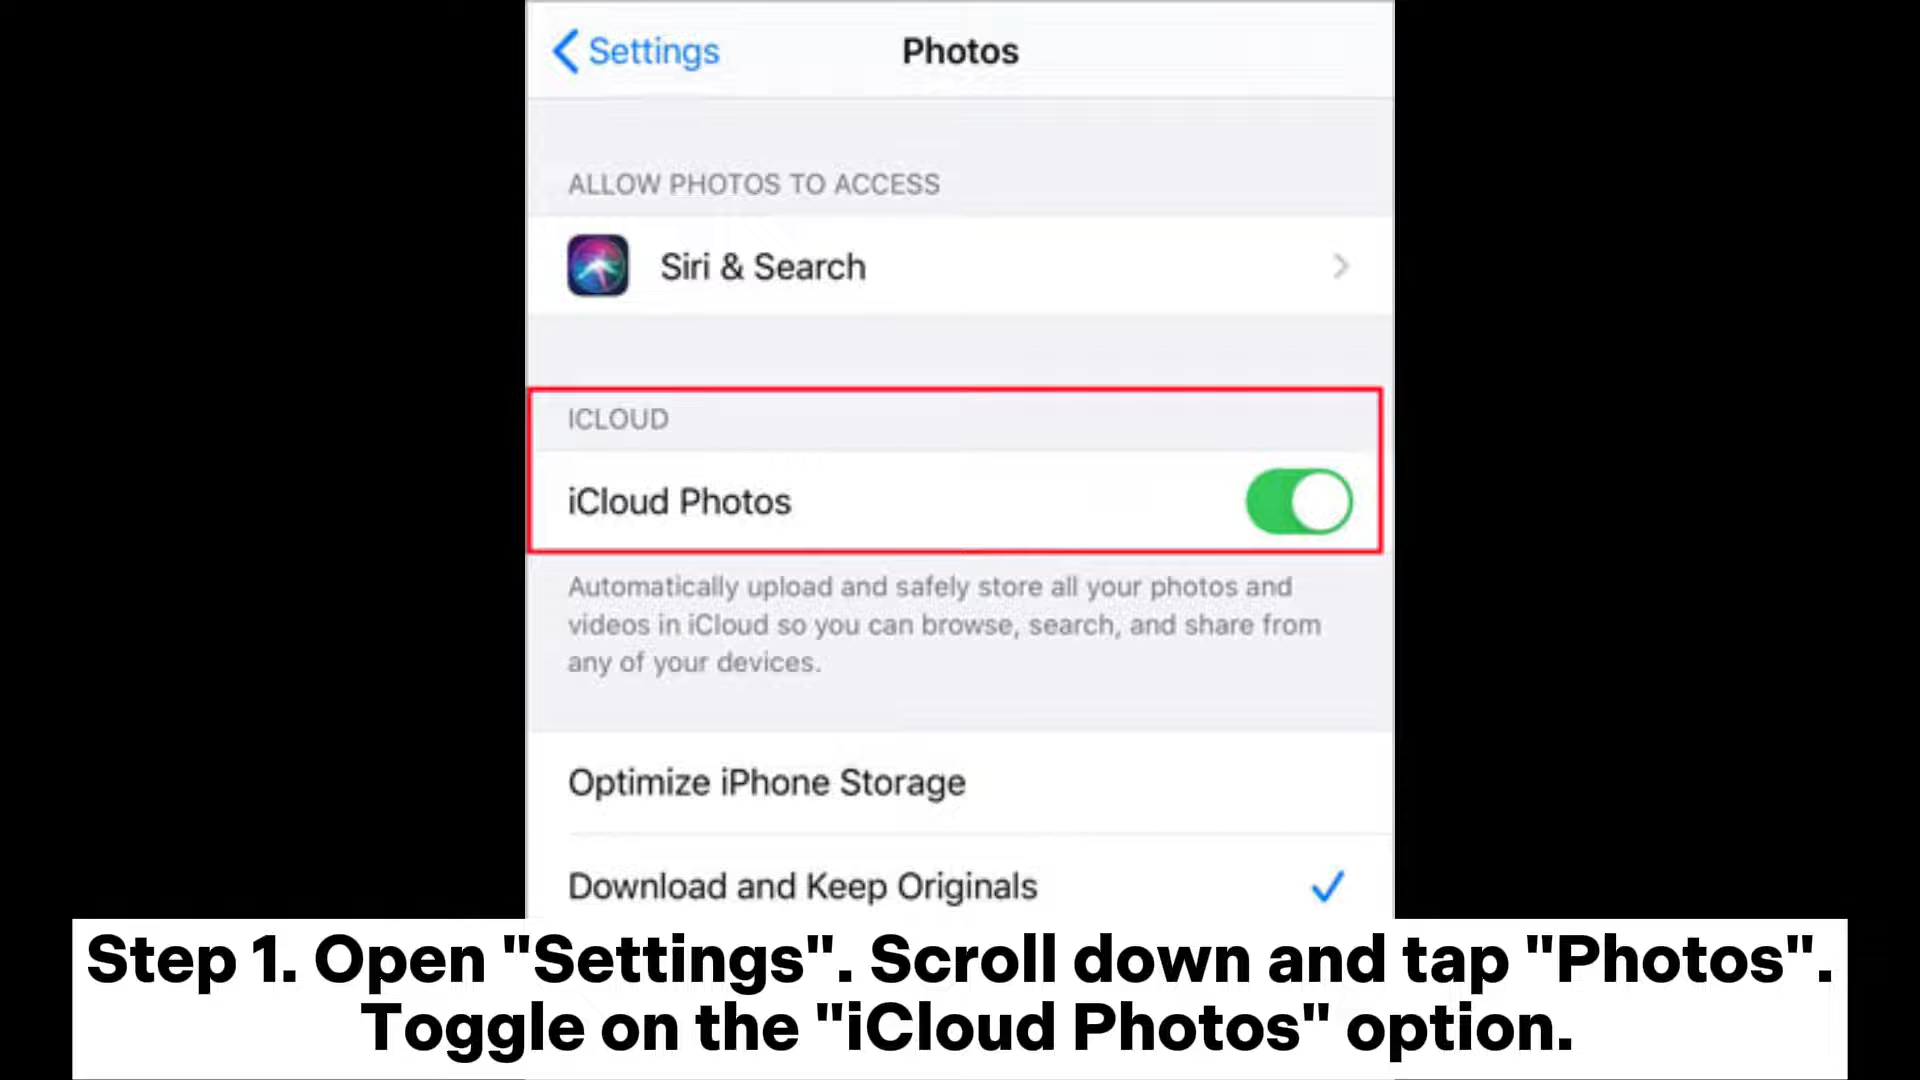 Settings
Photos
ALLOW PHOTOS TO ACCESS
Siri & Search
ICLOUD
iCloud Photos
Automatically upload and safely store all your photos and
videos in iCloud so you can browse, search, and share from
any of your devices.
Optimize iPhone Storage
Download and Keep Originals
Step 1. Open "Settings". Scroll down and tap "Photos".
Toggle on the "iCloud Photos" option.